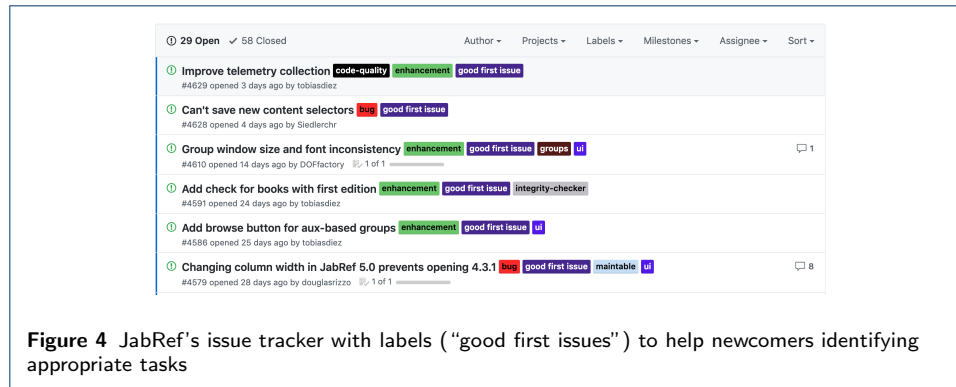 29 Open 58 Closed Author Projects Labels Milestones Assignee Sort
Improve telemetry collection code-quality enhancement good first issue
#4629 opened 3 days ago by tobiasdiez
Can't save new content selectors bug good first issue
#4628 opened 4 days ago by Siedlerchr
Group window size and font inconsistency enhancement good first issue groups ui 1
#4610 opened 14 days ago by DOFfactory 1 of 1
Add check for books with first edition enhancement good first issue integrity-checker
#4591 opened 24 days ago by tobiasdiez
Add browse button for aux-based groups enhancement good first issue ui
#4586 opened 25 days ago by tobiasdiez
Changing column width in JabRef 5.0 prevents opening 4.3.1 bug good first issue maintable ui 8
#4579 opened 28 days ago by douglasrizzo 1 of 1
Figure 4 JabRef's issue tracker with labels (“good first issues”) to help newcomers identifying
appropriate tasks